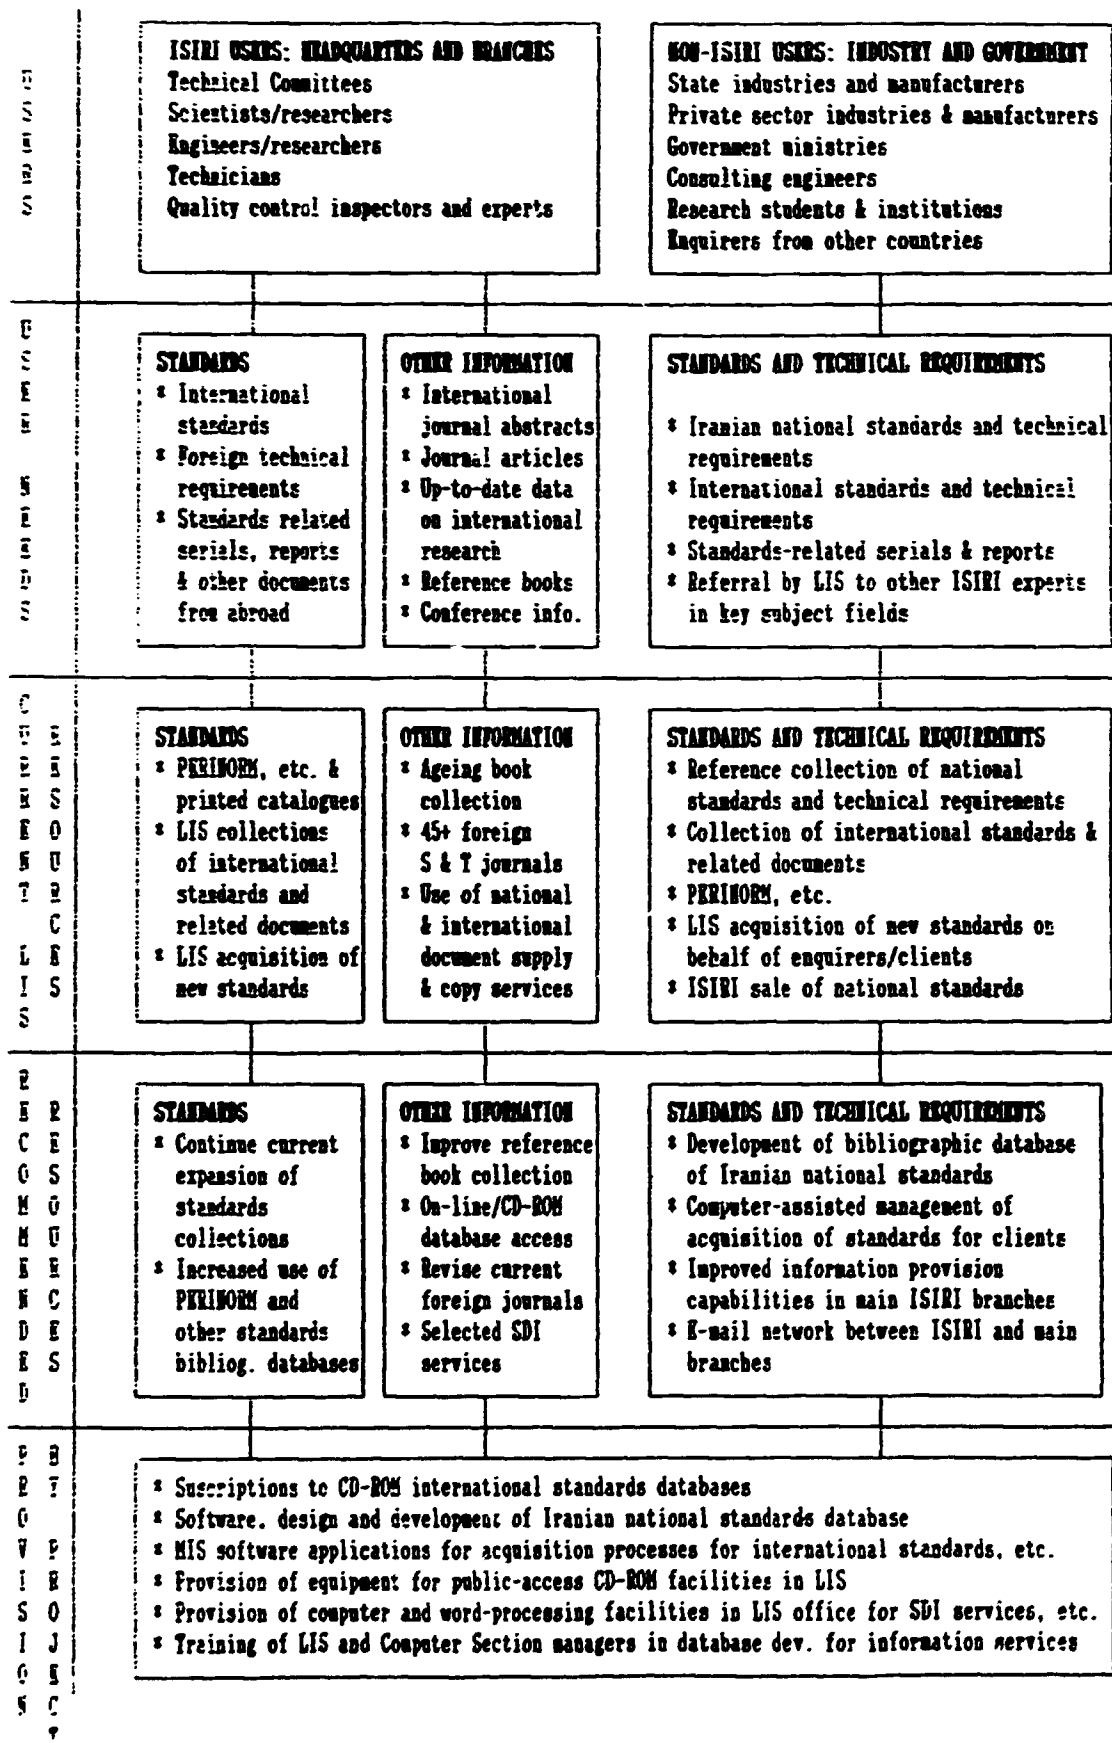 USERS
ISIRI USERS: HEADQUARTERS AND BRANCHES
Technical Committees
Scientists/researchers
Engineers/researchers
Technicians
Quality control inspectors and experts
NON-ISIRI USERS: INDUSTRY AND GOVERNMENT
State industries and manufacturers
Private sector industries & manufacturers
Government ministries
Consulting engineers
Research students & institutions
Enquirers from other countries
USER NEEDS
STANDARDS
* International
standards
* Foreign technical
requirements
* Standards related
serials, reports
& other documents
from abroad
OTHER INFORMATION
* International
journal abstracts
* Journal articles
* Up-to-date data
on international
research
* Reference books
* Conference info.
STANDARDS AND TECHNICAL REQUIREMENTS
* Iranian national standards and technical
requirements
* International standards and technical
requirements
* Standards-related serials & reports
* Referral by LIS to other ISIRI experts
in key subject fields
CURRENT LIS
RESOURCES
STANDARDS
* PERINORM, etc. &
printed catalogues
* LIS collections
of international
standards and
related documents
* LIS acquisition of
new standards
OTHER INFORMATION
* Ageing book
collection
* 45+ foreign
S & T journals
* Use of national
& international
document supply
& copy services
STANDARDS AND TECHNICAL REQUIREMENTS
* Reference collection of national
standards and technical requirements
* Collection of international standards &
related documents
* PERINORM, etc.
* LIS acquisition of new standards on
behalf of enquirers/clients
* ISIRI sale of national standards
RECOMMENDED
RESOURCES
STANDARDS
* Continue current
expansion of
standards
collections
* Increased use of
PERINORM and
other standards
bibliog. databases
OTHER INFORMATION
* Improve reference
book collection
* On-line/CD-ROM
database access
* Revise current
foreign journals
* Selected SDI
services
STANDARDS AND TECHNICAL REQUIREMENTS
* Development of bibliographic database
of Iranian national standards
* Computer-assisted management of
acquisition of standards for clients
* Improved information provision
capabilities in main ISIRI branches
* E-mail network between ISIRI and main
branches
PROVISION
BY PROJECT
* Suscriptions to CD-ROM international standards databases
* Software, design and development of Iranian national standards database
* MIS software applications for acquisition processes for international standards, etc.
* Provision of equipment for public-access CD-ROM facilities in LIS
* Provision of computer and word-processing facilities in LIS office for SDI services, etc.
* Training of LIS and Computer Section managers in database dev. for information services